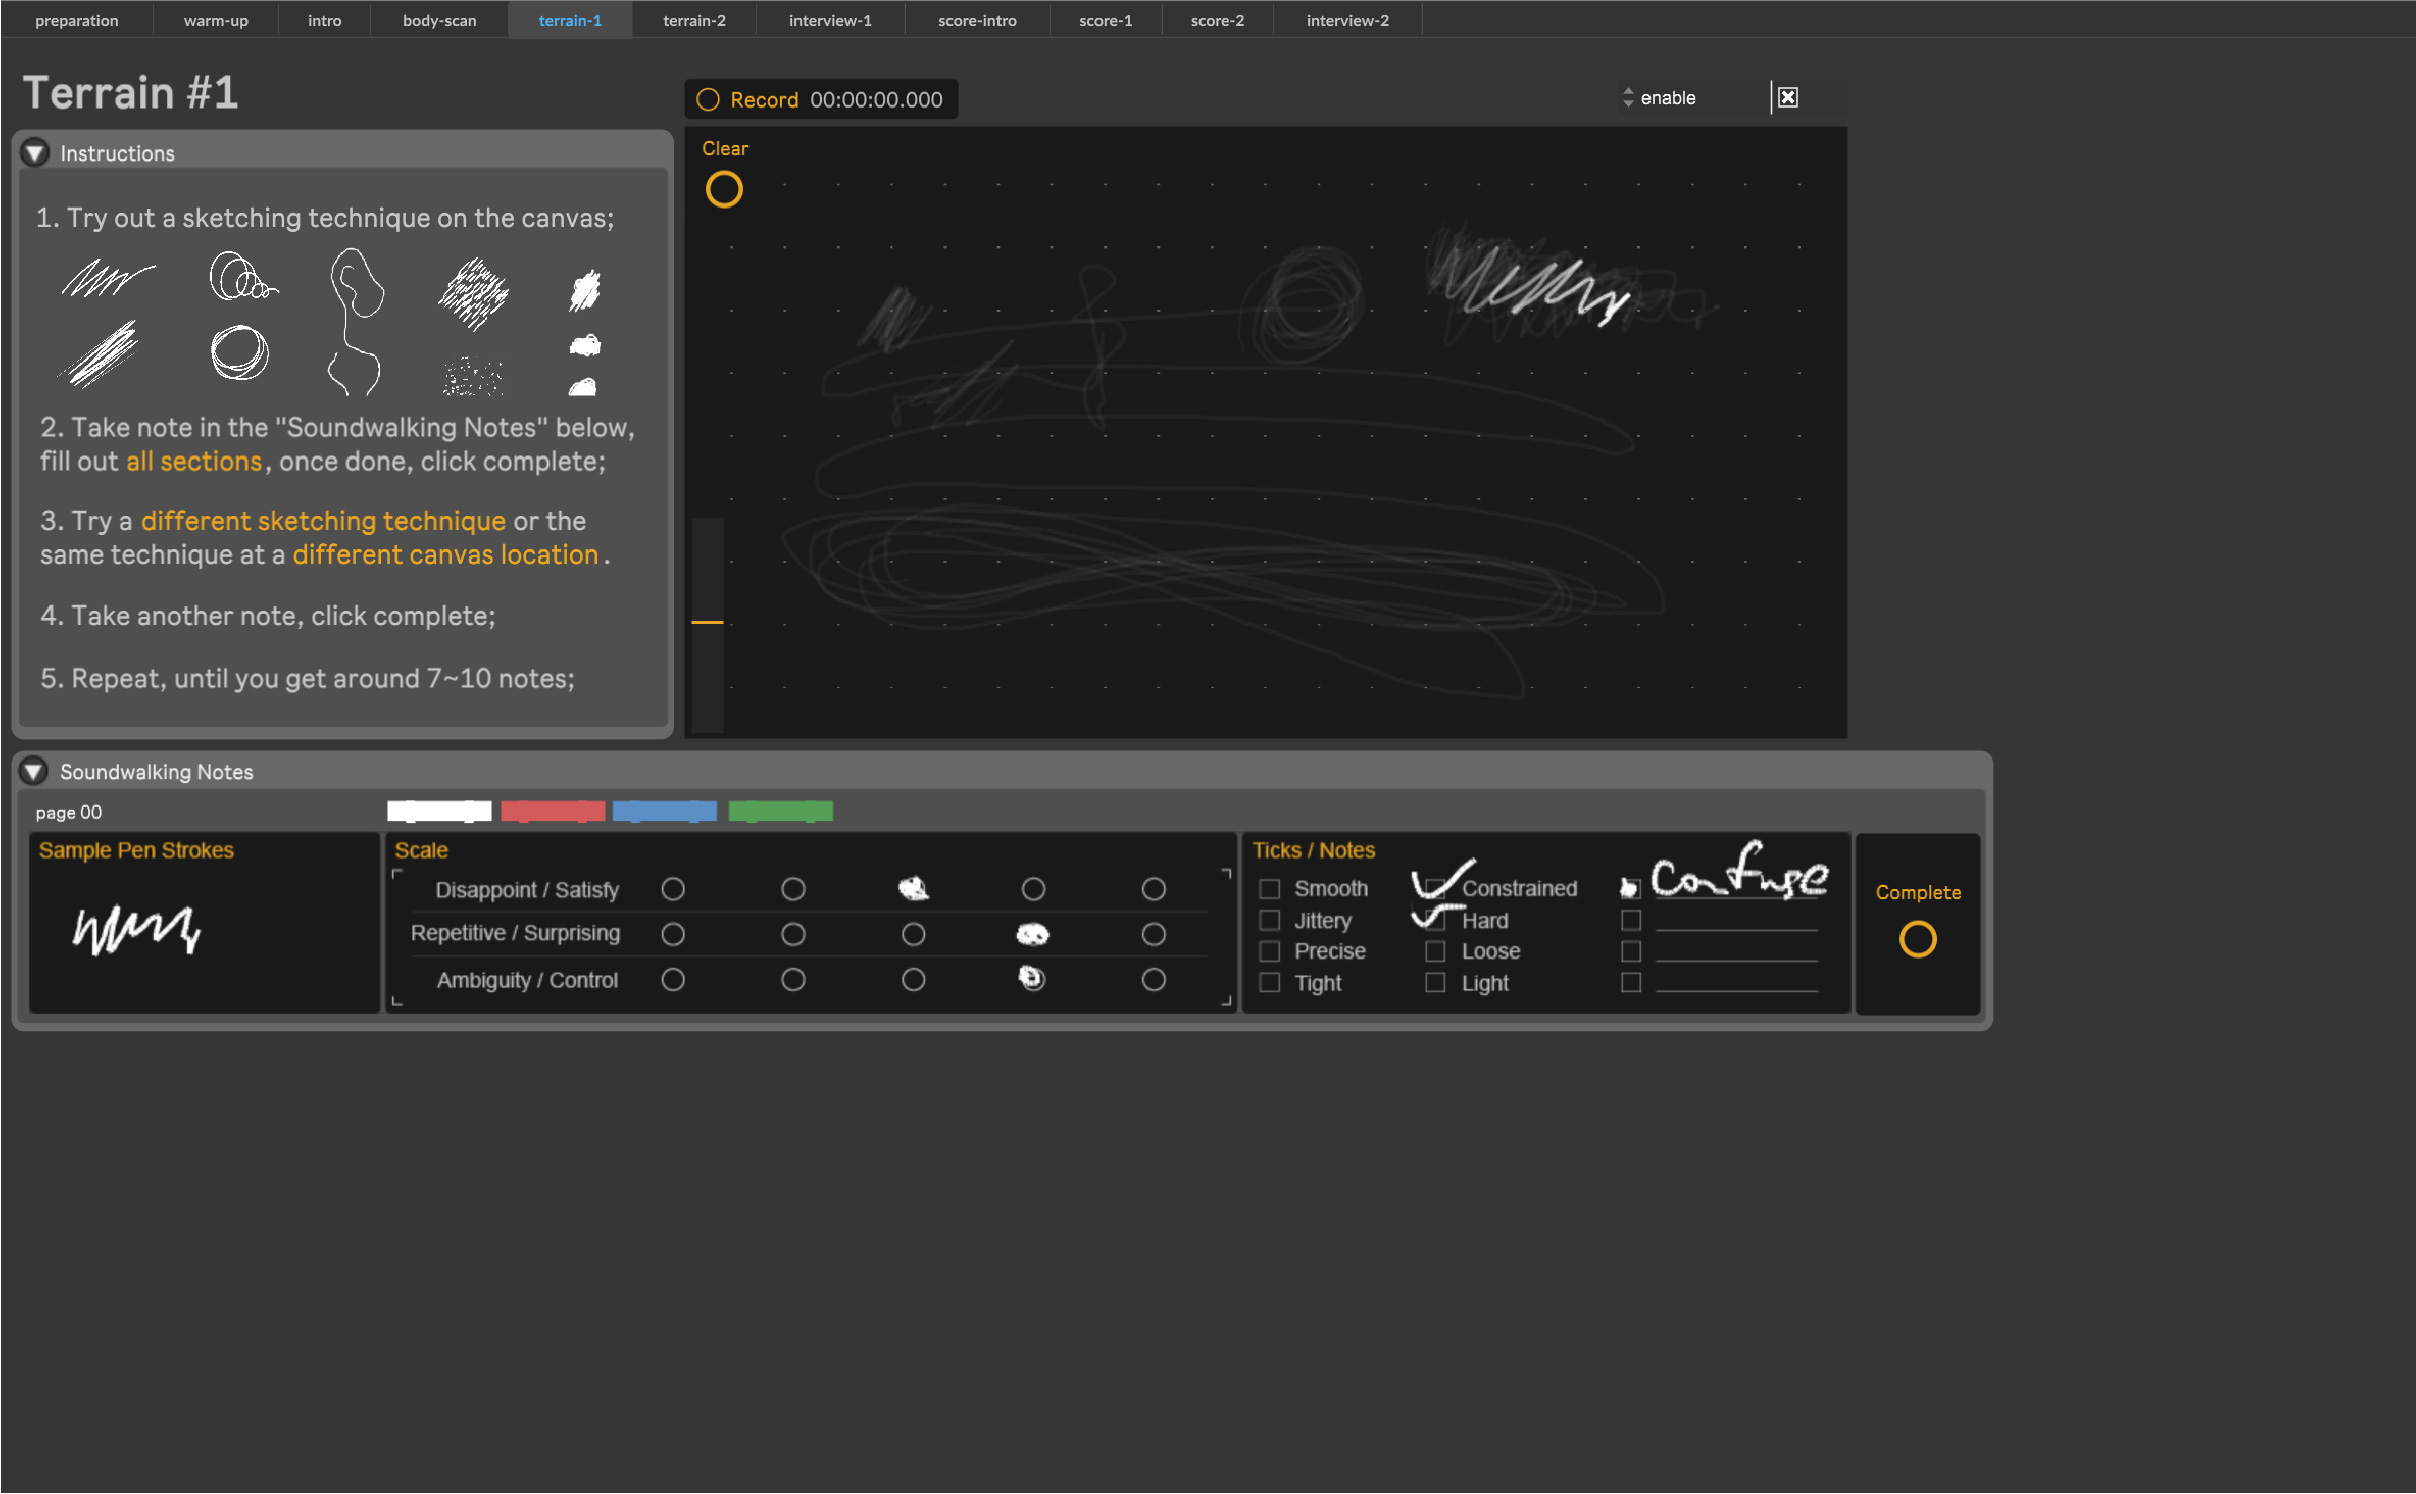 preparation warm-up intro body-scan terrain-1 terrain-2 interview-1 score-intro score-1 score-2 interview-2
Terrain #1
Record 00:00:00.000
enable
Instructions
1. Try out a sketching technique on the canvas;
2. Take note in the "Soundwalking Notes" below,
fill out all sections, once done, click complete;
3. Try a different sketching technique or the
same technique at a different canvas location.
4. Take another note, click complete;
5. Repeat, until you get around 7~10 notes;
Clear
Soundwalking Notes
page 00
Sample Pen Strokes
Scale
Disappoint / Satisfy
Repetitive / Surprising
Ambiguity / Control
Ticks / Notes
Smooth Constrained Confuse
Jittery Hard
Precise Loose
Tight Light
Complete